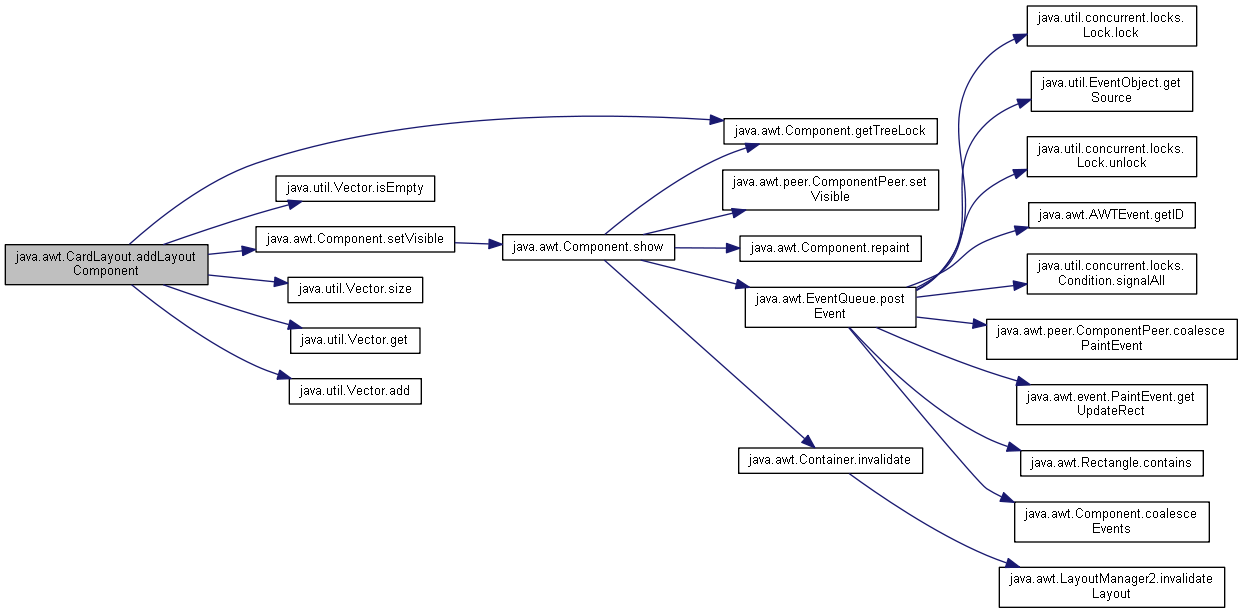 java.awt.CardLayout.addLayout
Component
java.awt.Component.getTreeLock
java.util.Vector.isEmpty
java.awt.Component.setVisible
java.util.Vector.size
java.util.Vector.get
java.util.Vector.add
java.awt.Component.show
java.awt.peer.ComponentPeer.set
Visible
java.awt.Component.repaint
java.awt.EventQueue.post
Event
java.awt.Container.invalidate
java.util.concurrent.locks.
Lock.lock
java.util.EventObject.get
Source
java.util.concurrent.locks.
Lock.unlock
java.awt.AWTEvent.getID
java.util.concurrent.locks.
Condition.signalAll
java.awt.peer.ComponentPeer.coalesce
PaintEvent
java.awt.event.PaintEvent.get
UpdateRect
java.awt.Rectangle.contains
java.awt.Component.coalesce
Events
java.awt.LayoutManager2.invalidate
Layout